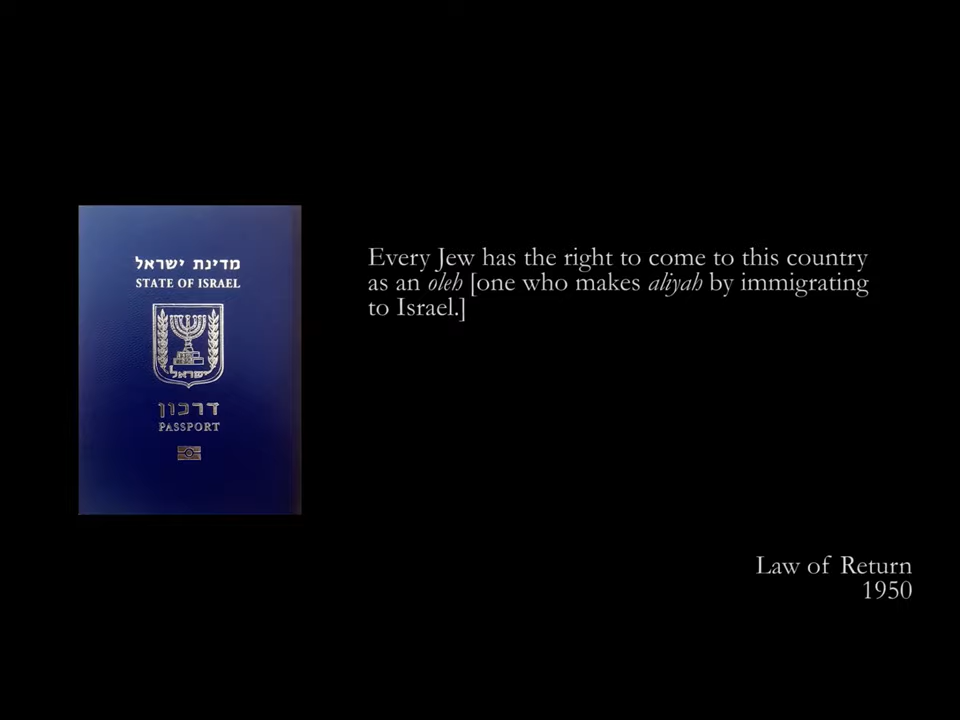 מדינת ישראל
STATE OF ISRAEL
ישראל
דרכון
PASSPORT
Every Jew has the right to come to this country
as an oleh [one who makes aliyah by immigrating
to Israel.]
Law of Return
1950